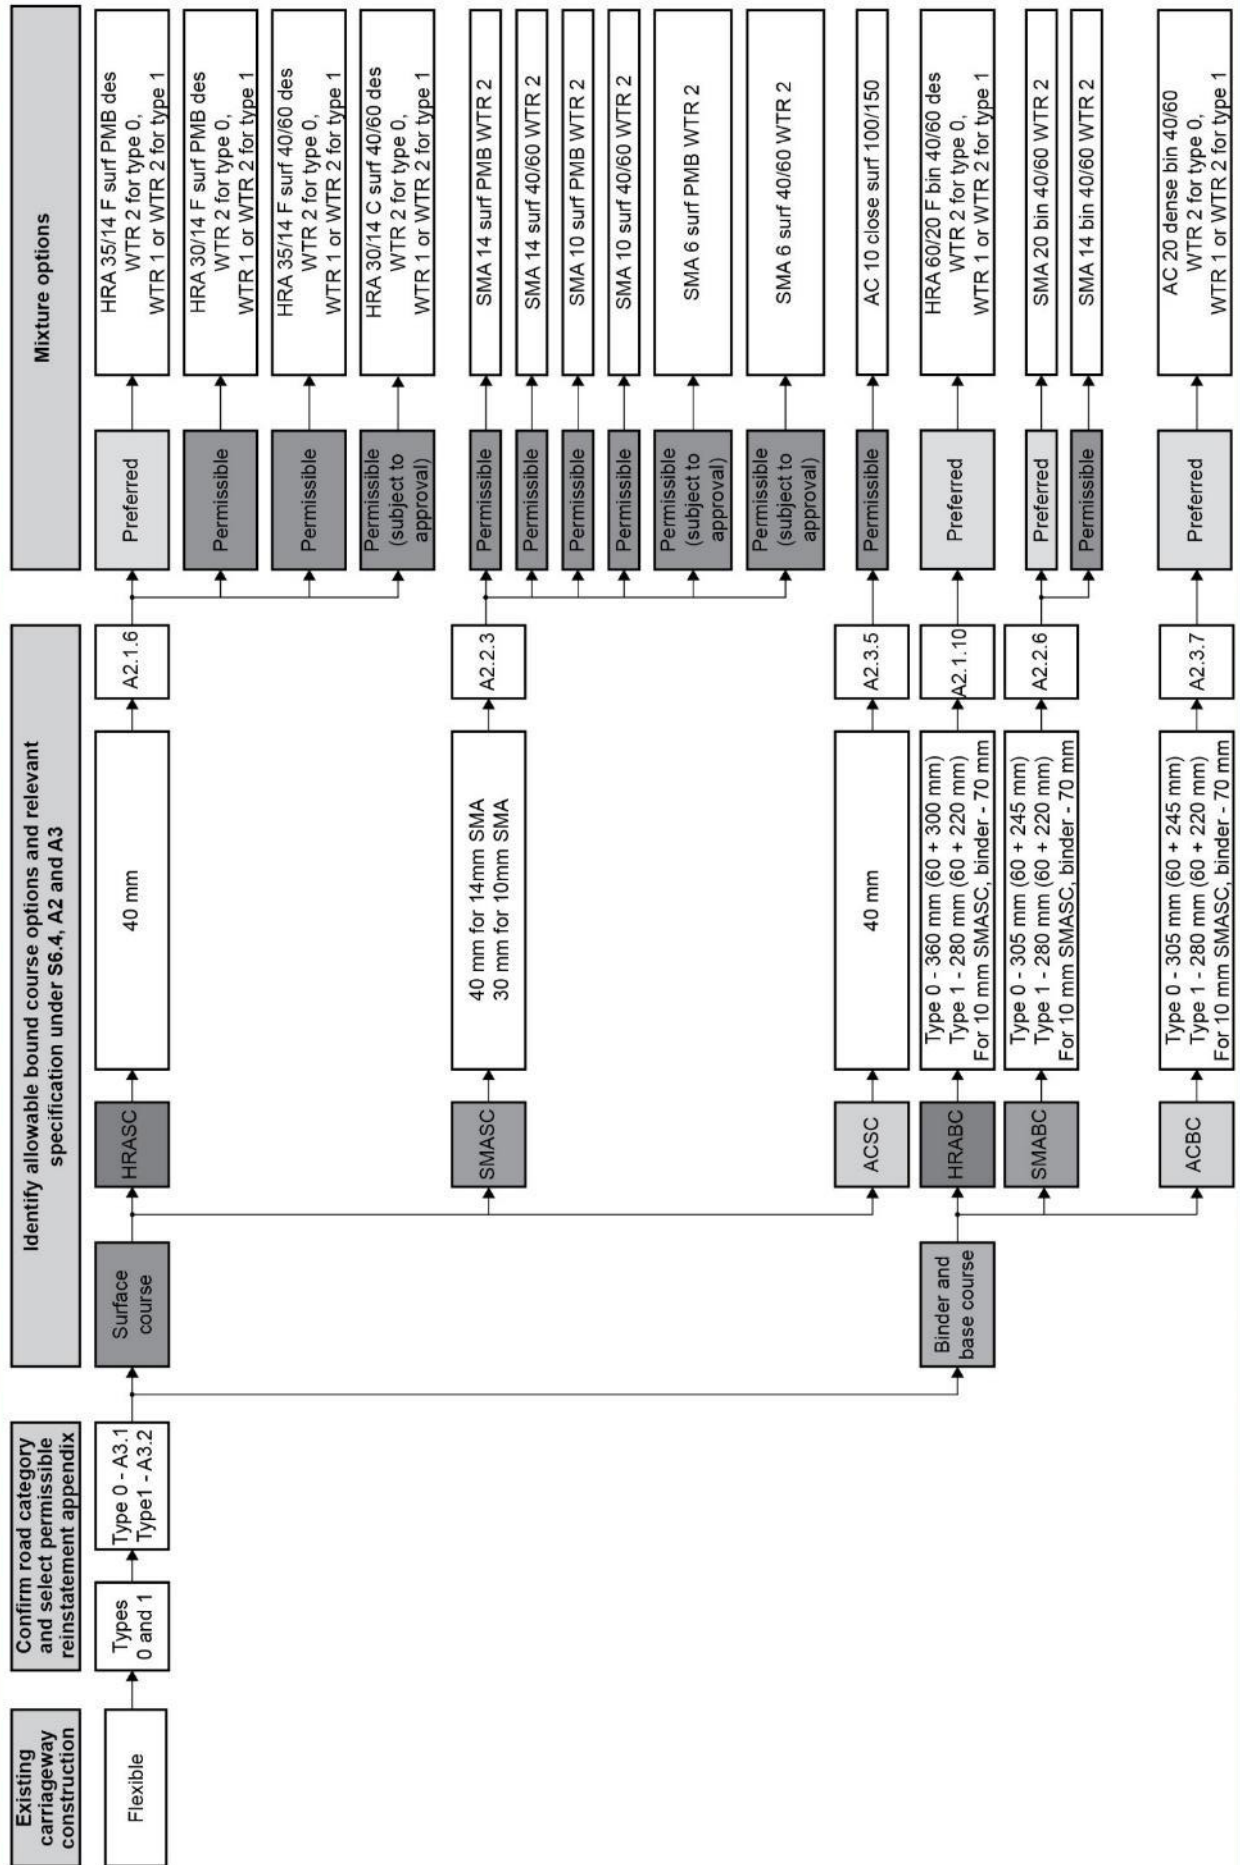 Existing
carriageway
construction
Confirm road category
and select permissible
reinstatement appendix
Identify allowable bound course options and relevant
specification under S6.4, A2 and A3
Mixture options
Flexible
Types
0 and 1
Type 0 - A3.1
Type1 - A3.2
Surface
course
HRASC
40 mm
A2.1.6
Preferred
HRA 35/14 F surf PMB des
WTR 2 for type 0,
WTR 1 or WTR 2 for type 1
Permissible
HRA 30/14 F surf PMB des
WTR 2 for type 0,
WTR 1 or WTR 2 for type 1
Permissible
HRA 35/14 F surf 40/60 des
WTR 2 for type 0,
WTR 1 or WTR 2 for type 1
Permissible
(subject to
approval)
HRA 30/14 C surf 40/60 des
WTR 2 for type 0,
WTR 1 or WTR 2 for type 1
SMASC
40 mm for 14mm SMA
30 mm for 10mm SMA
A2.2.3
Permissible
SMA 14 surf PMB WTR 2
Permissible
SMA 14 surf 40/60 WTR 2
Permissible
SMA 10 surf PMB WTR 2
Permissible
SMA 10 surf 40/60 WTR 2
Permissible
(subject to
approval)
SMA 6 surf PMB WTR 2
Permissible
(subject to
approval)
SMA 6 surf 40/60 WTR 2
ACSC
40 mm
A2.3.5
Permissible
AC 10 close surf 100/150
Binder and
base course
HRABC
Type 0 - 360 mm (60 + 300 mm)
Type 1 - 280 mm (60 + 220 mm)
For 10 mm SMASC, binder - 70 mm
A2.1.10
Preferred
HRA 60/20 F bin 40/60 des
WTR 2 for type 0,
WTR 1 or WTR 2 for type 1
SMABC
Type 0 - 305 mm (60 + 245 mm)
Type 1 - 280 mm (60 + 220 mm)
For 10 mm SMASC, binder - 70 mm
A2.2.6
Preferred
SMA 20 bin 40/60 WTR 2
Permissible
SMA 14 bin 40/60 WTR 2
ACBC
Type 0 - 305 mm (60 + 245 mm)
Type 1 - 280 mm (60 + 220 mm)
For 10 mm SMASC, binder - 70 mm
A2.3.7
Preferred
AC 20 dense bin 40/60
WTR 2 for type 0,
WTR 1 or WTR 2 for type 1